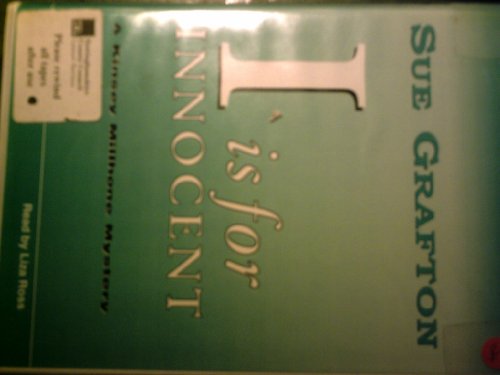 SUE GRAFTON
"I"
is for
INNOCENT
A Kinsey Millhone Mystery
Read by Liza Ross
Please rewind
all tapes
after use